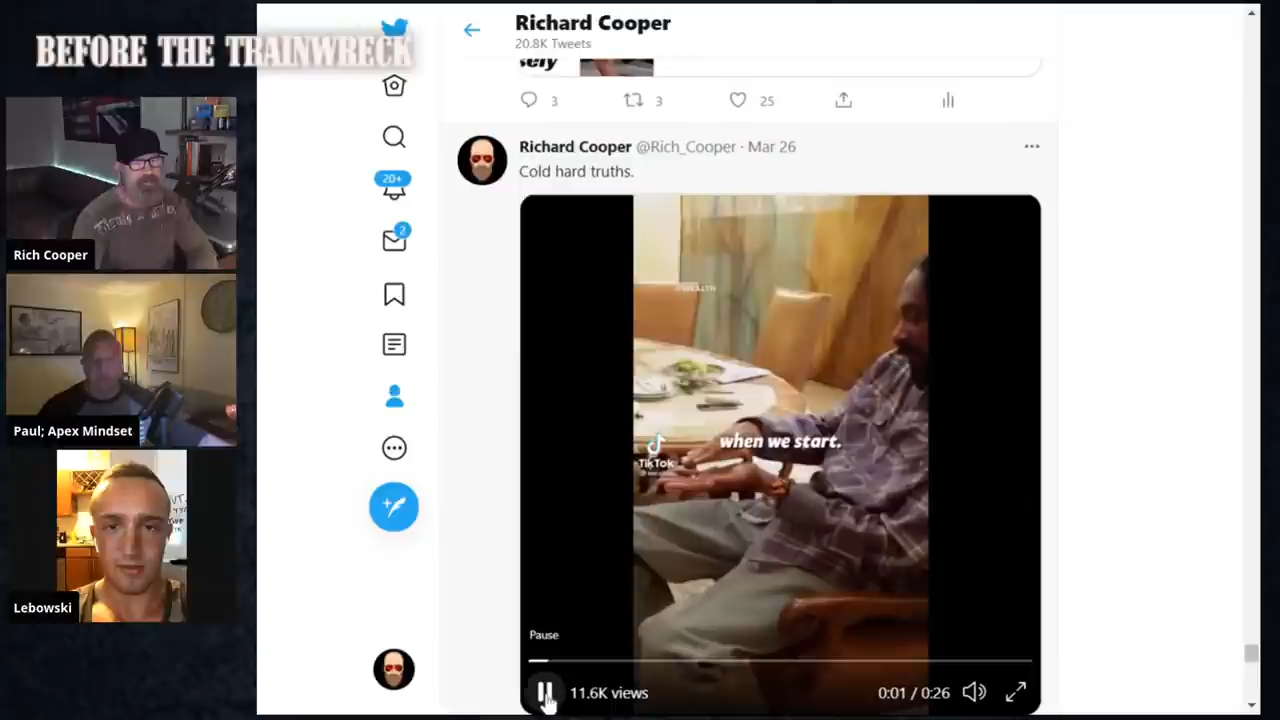 BEFORE THE TRAINWRECK
Richard Cooper
20.8K Tweets
3
3
25
Richard Cooper @Rich_Cooper · Mar 26
Cold hard truths.
20+
2
when we start.
TikTok
Pause
11.6K views
0:01 / 0:26
Rich Cooper
Paul; Apex Mindset
Lebowski